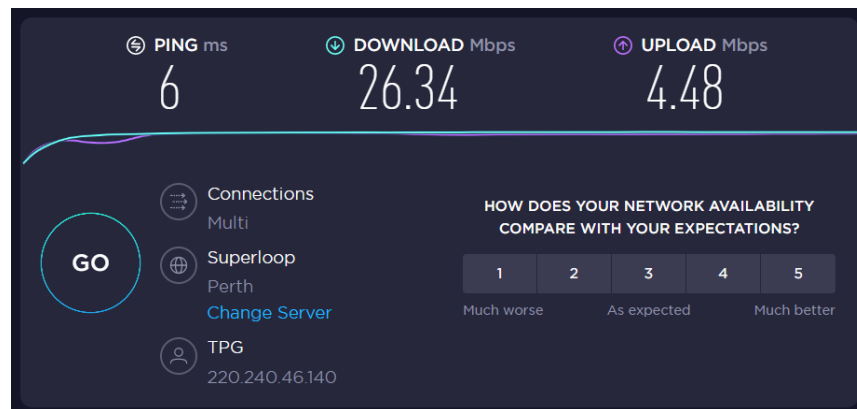 PING ms
6
DOWNLOAD Mbps
26.34
UPLOAD Mbps
4.48
GO
Connections
Multi
Superloop
Perth
Change Server
TPG
220.240.46.140
HOW DOES YOUR NETWORK AVAILABILITY
COMPARE WITH YOUR EXPECTATIONS?
1 2 3 4 5
Much worse As expected Much better